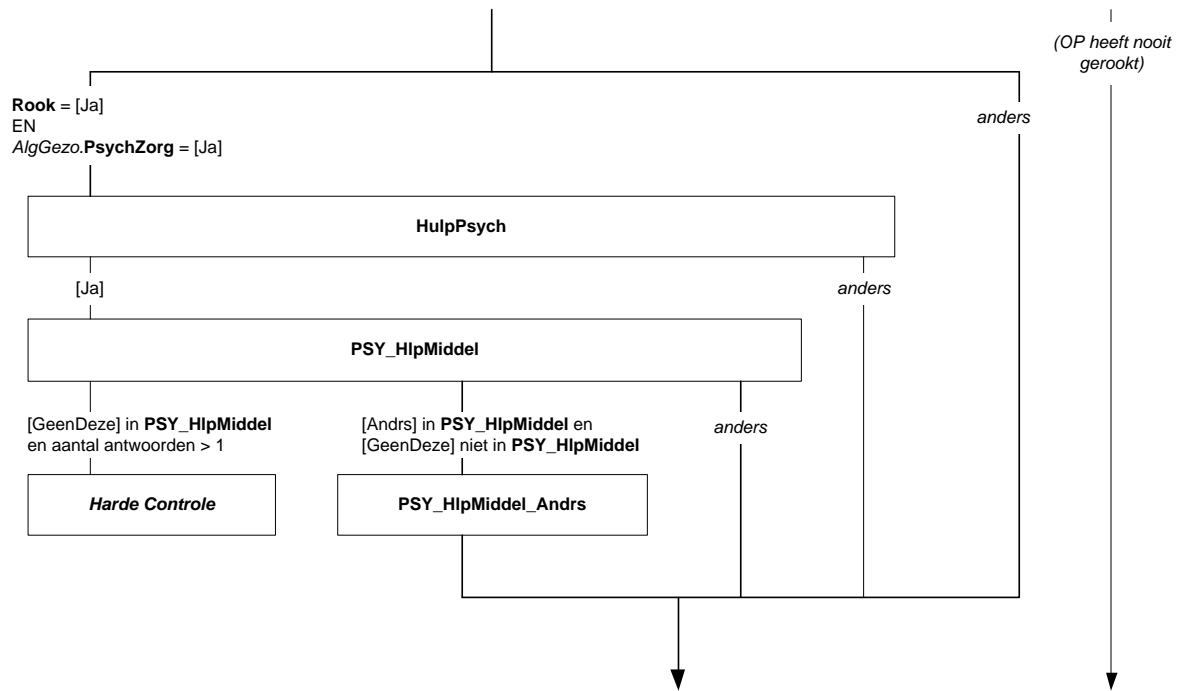 (OP heeft nooit
gerookt)
Rook = [Ja]
EN
AlgGezo.PsychZorg = [Ja]
anders
HulpPsych
[Ja]
anders
PSY_HlpMiddel
[GeenDeze] in PSY_HlpMiddel
en aantal antwoorden > 1
[Andrs] in PSY_HlpMiddel en
[GeenDeze] niet in PSY_HlpMiddel
anders
Harde Controle
PSY_HlpMiddel_Andrs